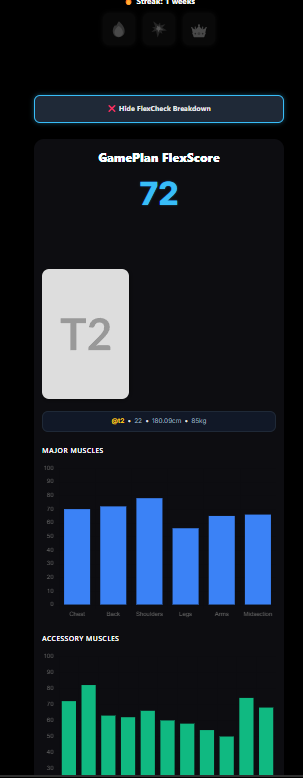 🔥 Streak: 1 weeks
❌ Hide FlexCheck Breakdown
GamePlan FlexScore
72
T2
@t2 • 22 • 180.09cm • 85kg
MAJOR MUSCLES
100
90
80
70
60
50
40
30
20
10
0
Chest Back Shoulders Legs Arms Midsection
ACCESSORY MUSCLES
100
90
80
70
60
50
40
30